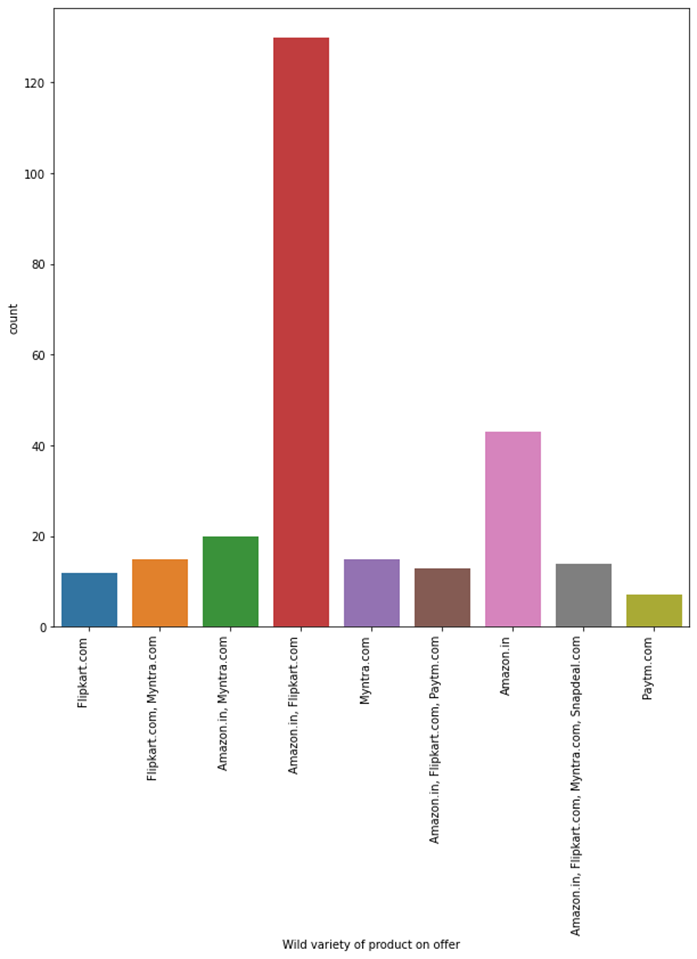 120
100
80
60
40
20
0
count
Flipkart.com
Flipkart.com, Myntra.com
Amazon.in, Myntra.com
Amazon.in, Flipkart.com
Myntra.com
Amazon.in, Flipkart.com, Paytm.com
Amazon.in
Amazon.in, Flipkart.com, Myntra.com, Snapdeal.com
Paytm.com
Wild variety of product on offer